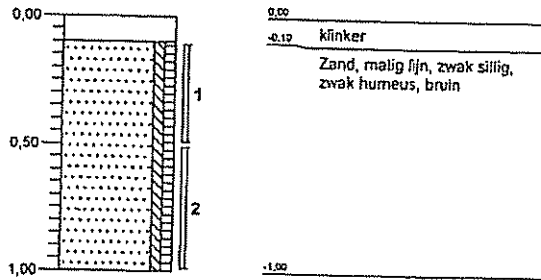 0,00
0,50
1,00
1
2
0,00
-0,10
klinker
Zand, matig fijn, zwak siltig,
zwak humeus, bruin
-1,00